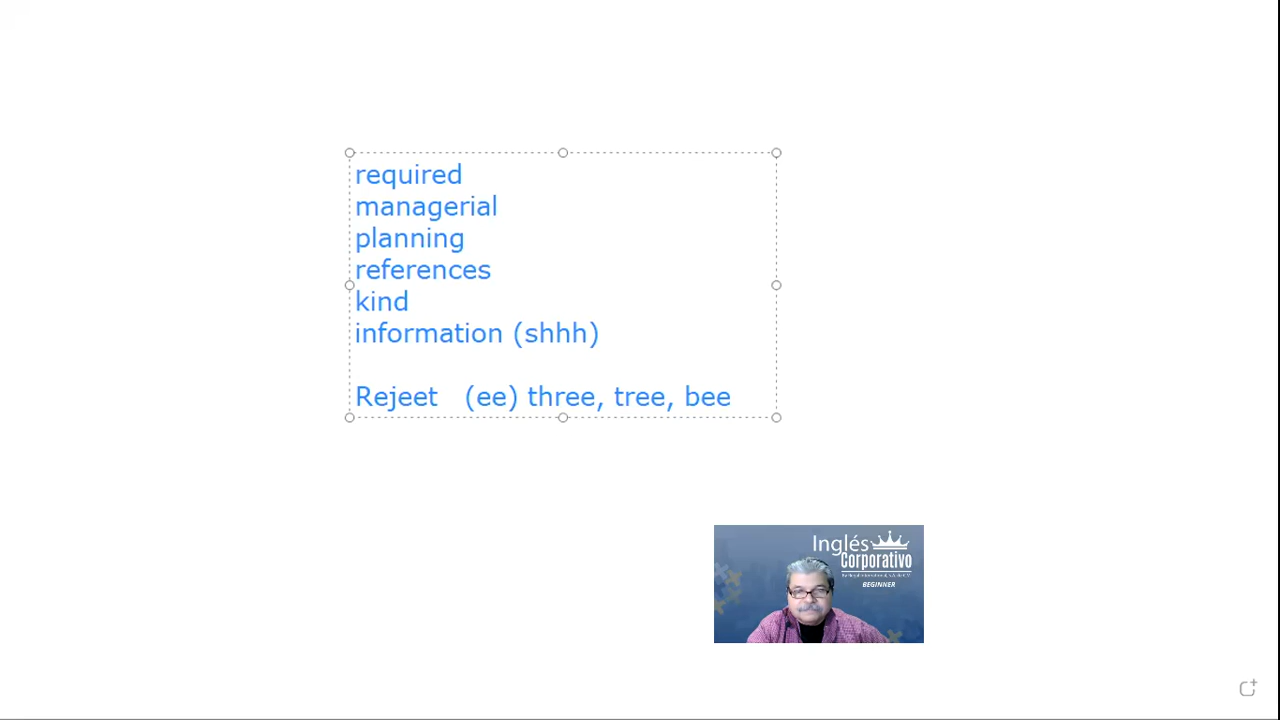 required
managerial
planning
references
kind
information (shhh)
Rejeet (ee) three, tree, bee
Inglés
Corporativo
BEGINNER